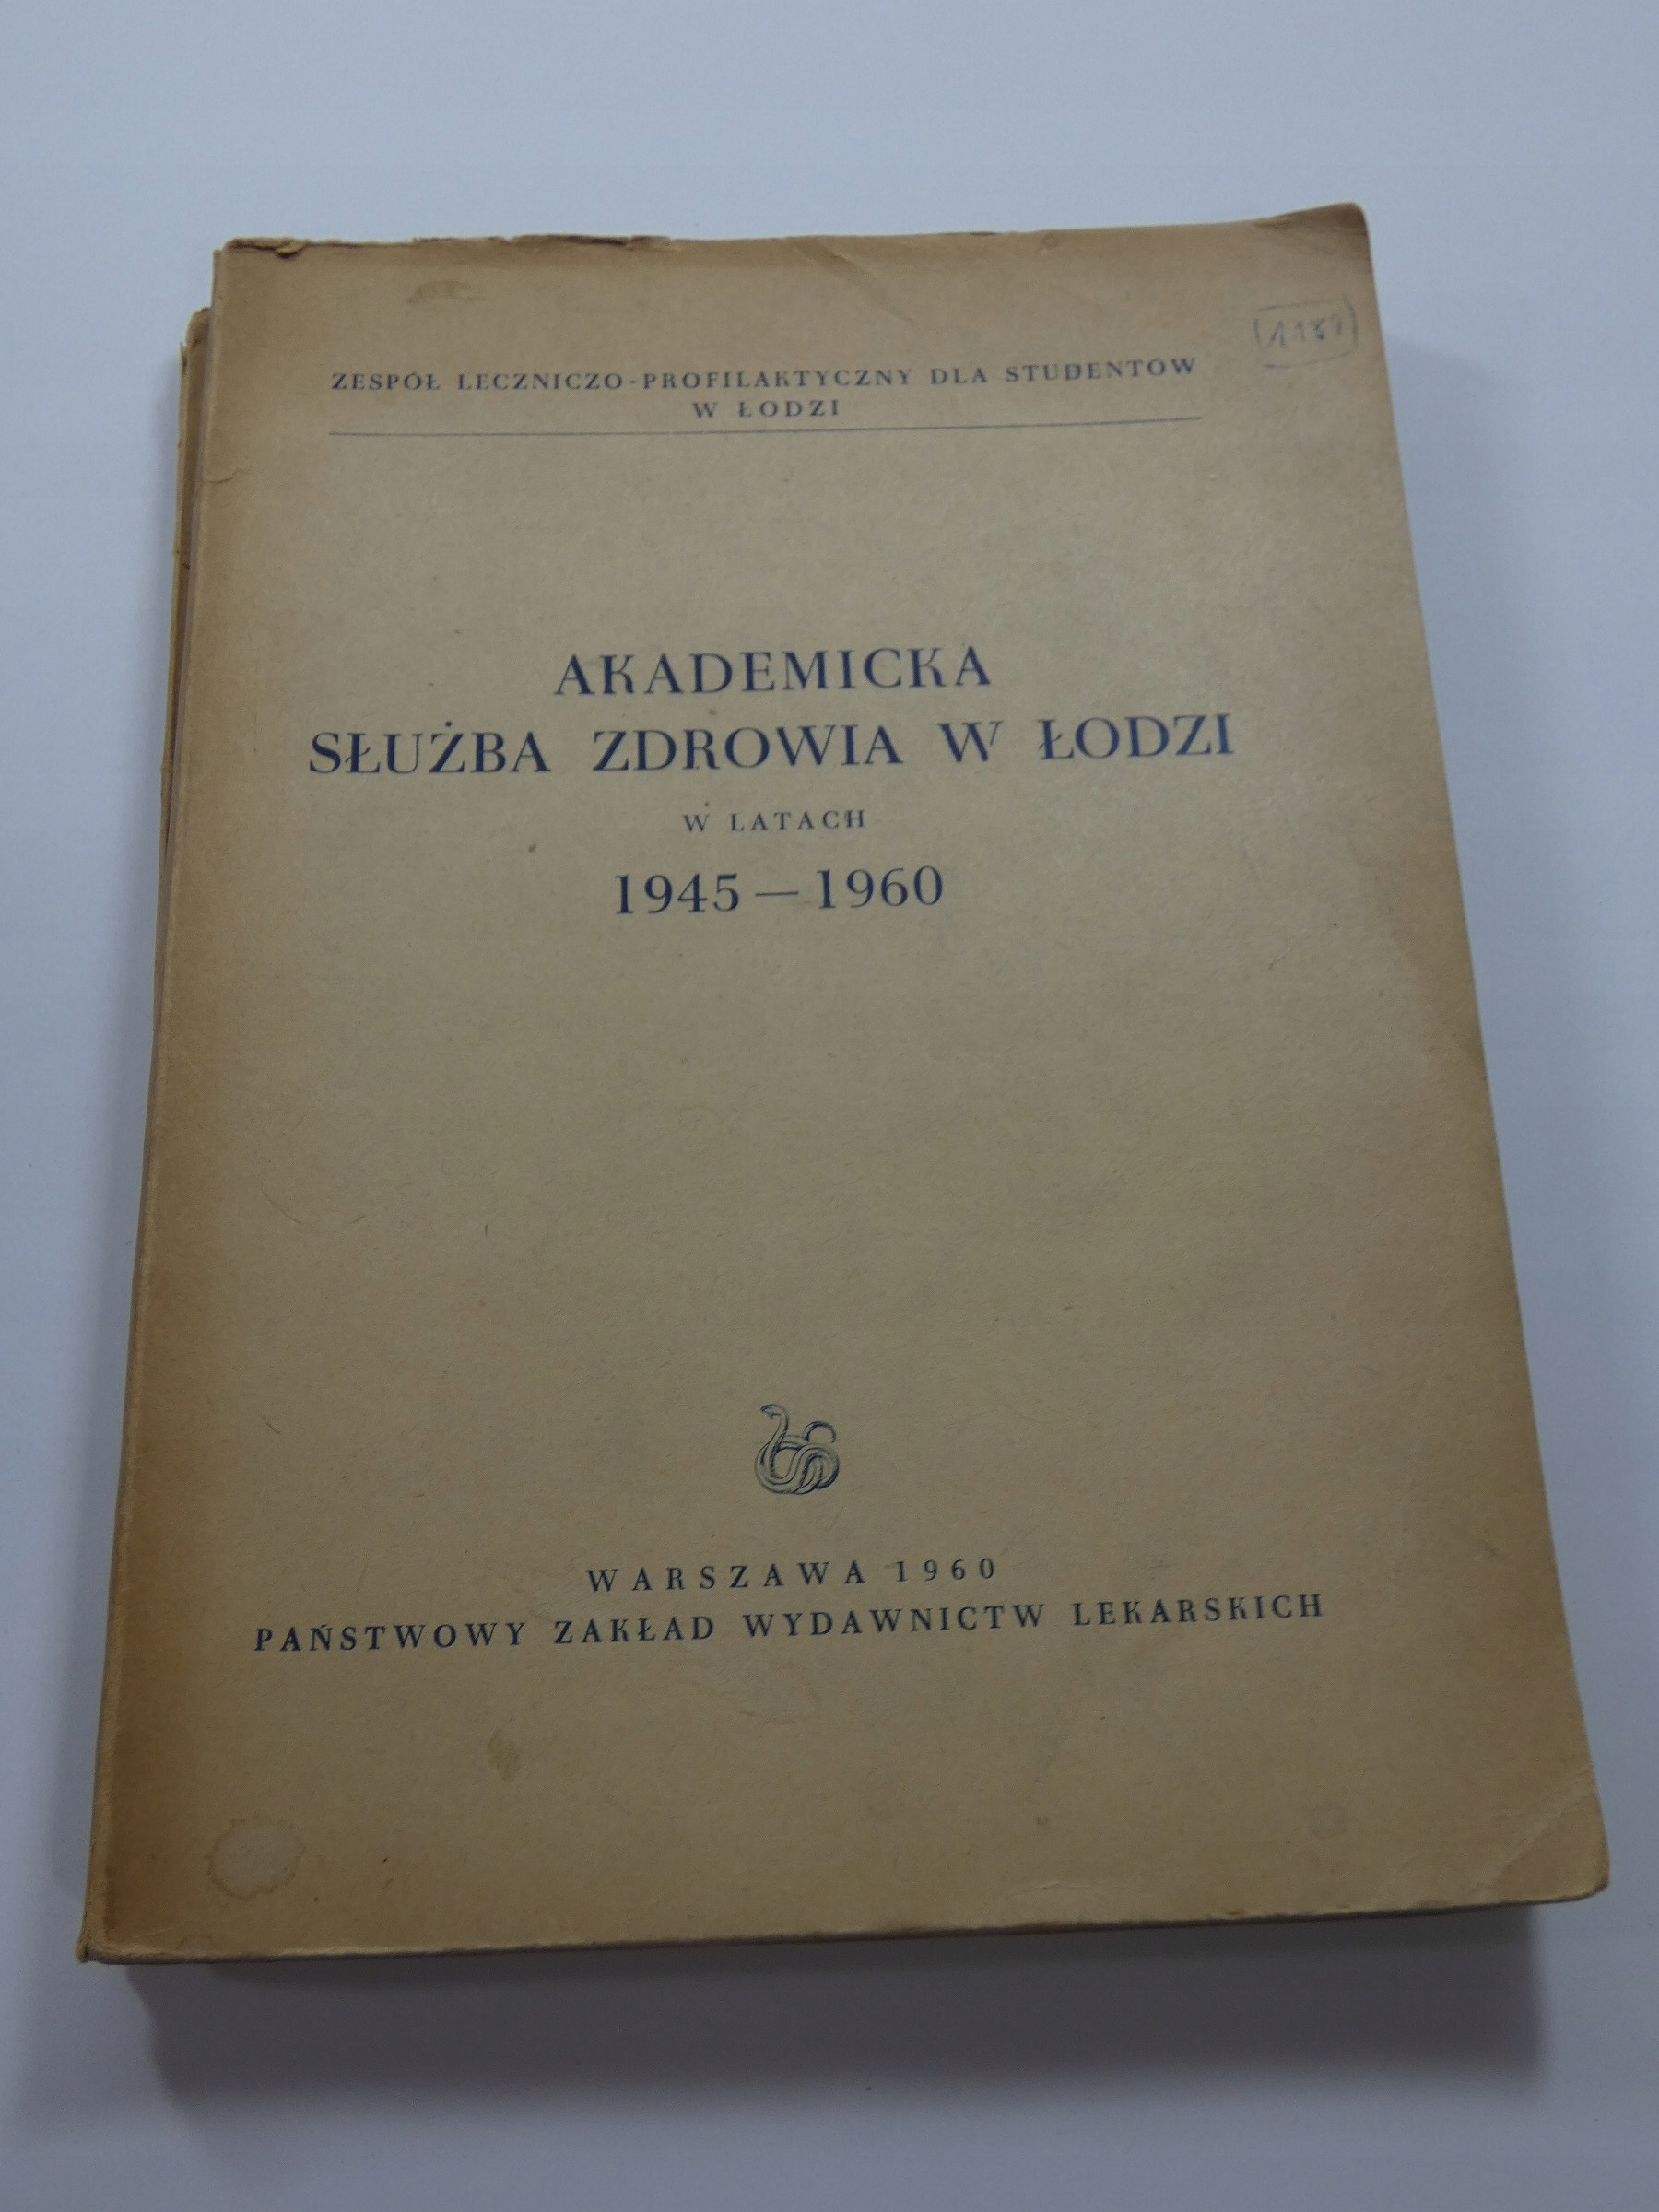 ZESPÓŁ LECZNICZO-PROFILAKTYCZNY DLA STUDENTÓW
W ŁODZI
AKADEMICKA
SŁUŻBA ZDROWIA W ŁODZI
W LATACH
1945 — 1960
WARSZAWA 1960
PAŃSTWOWY ZAKŁAD WYDAWNICTW LEKARSKICH